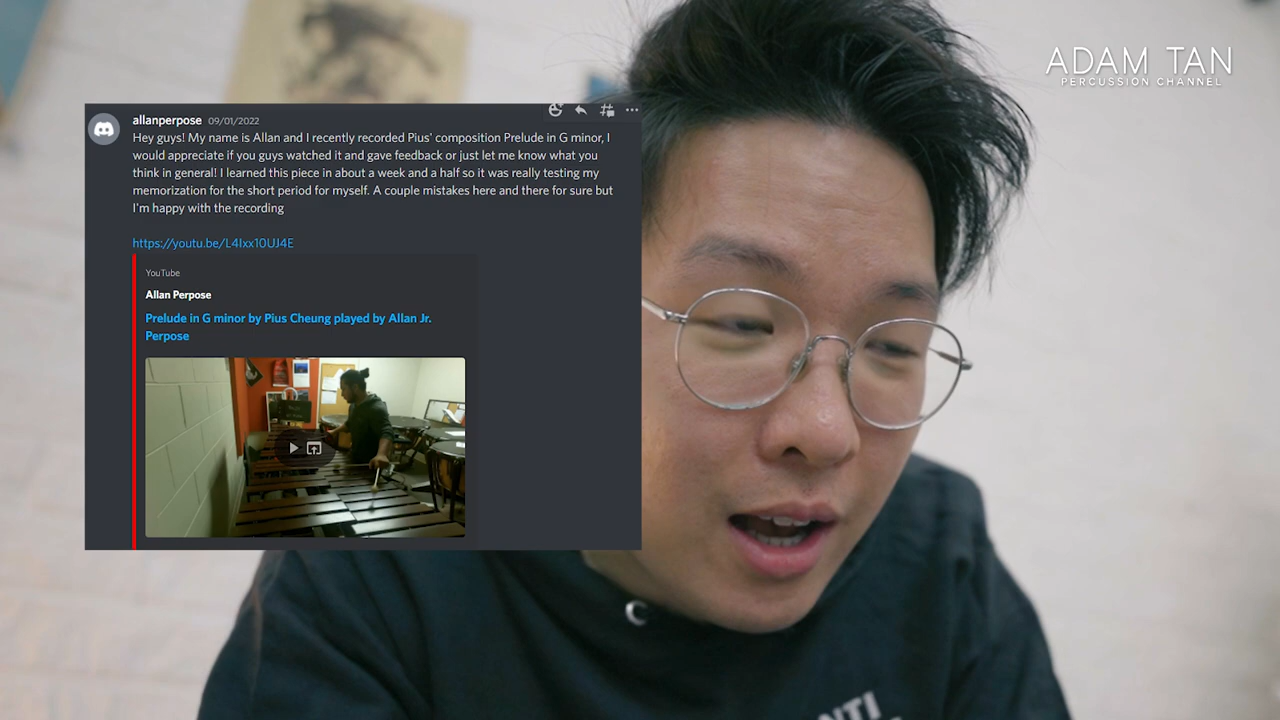 ADAM TAN
PERCUSSION CHANNEL
allanperpose 09/01/2022
Hey guys! My name is Allan and I recently recorded Pius' composition Prelude in G minor, I
would appreciate if you guys watched it and gave feedback or just let me know what you
think in general! I learned this piece in about a week and a half so it was really testing my
memorization for the short period for myself. A couple mistakes here and there for sure but
I'm happy with the recording
https://youtu.be/L4Ixx10UJ4E
YouTube
Allan Perpose
Prelude in G minor by Pius Cheung played by Allan Jr.
Perpose